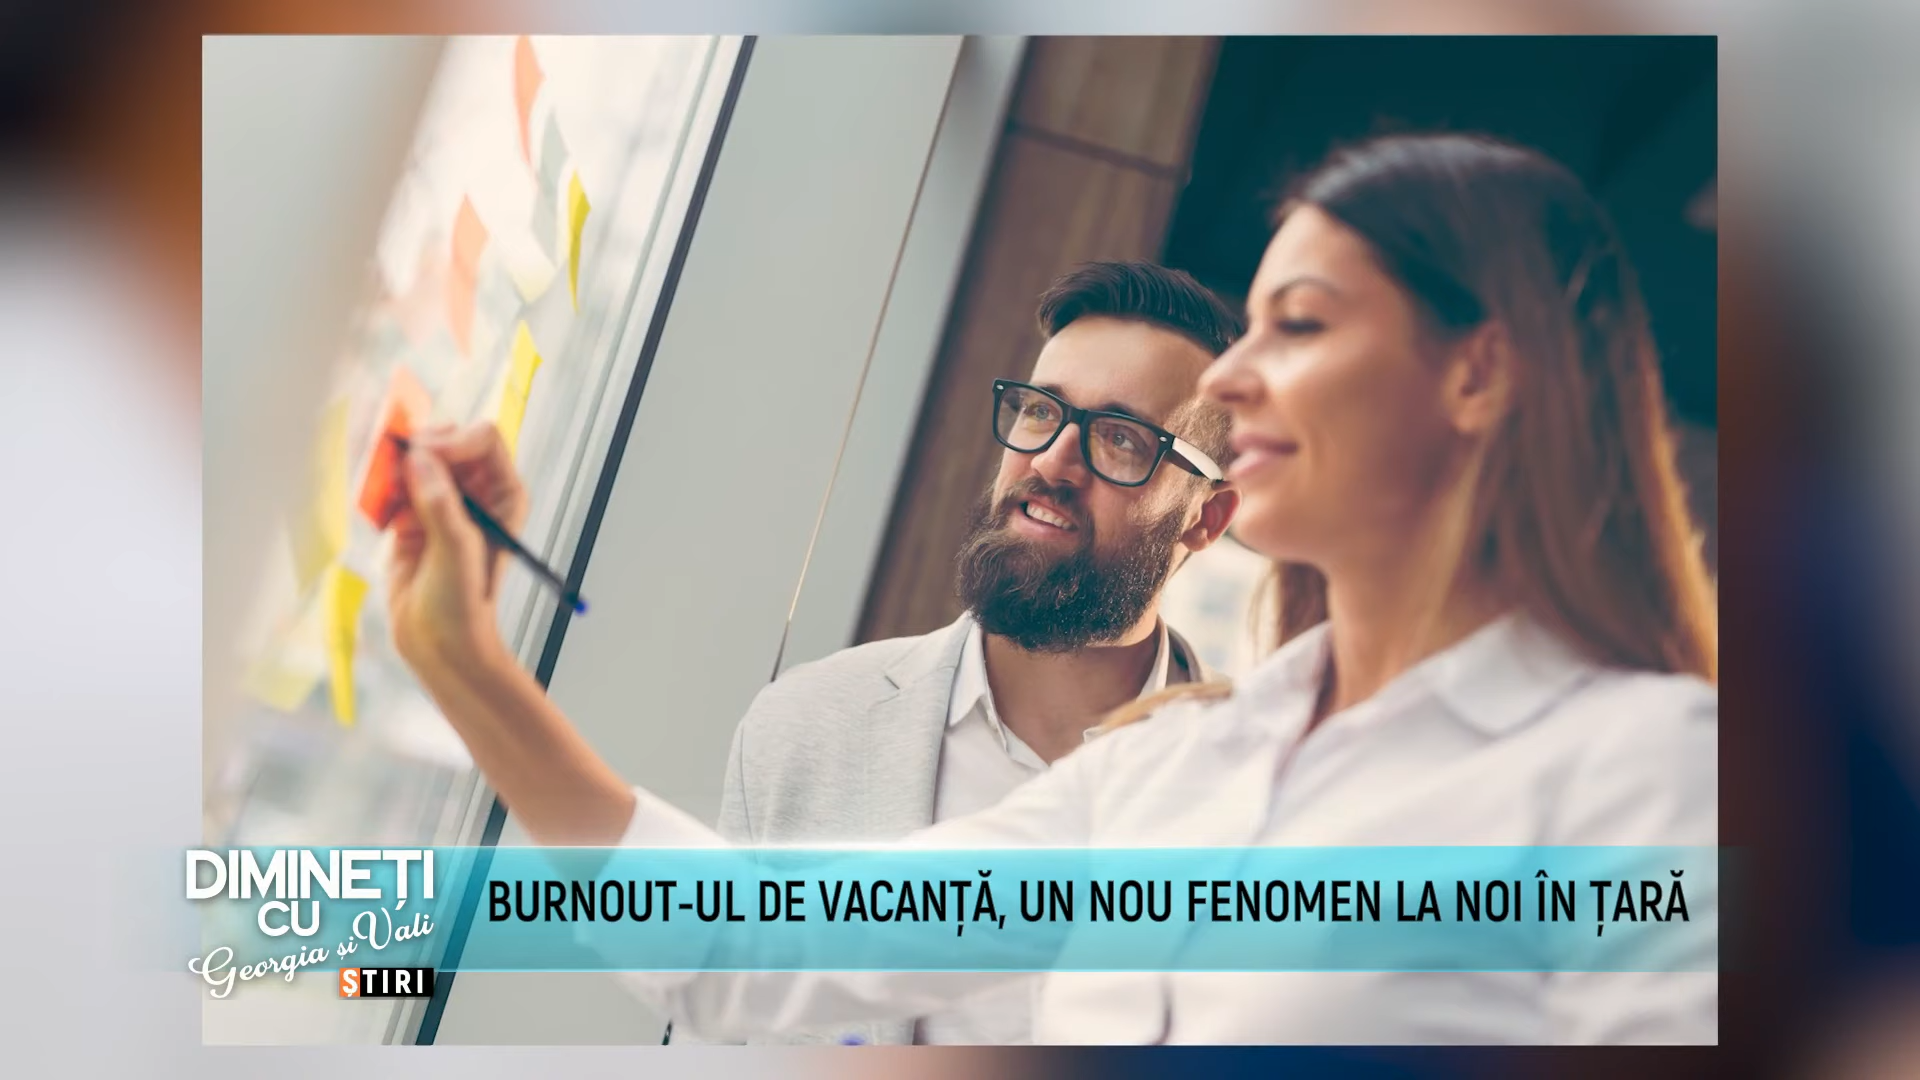 DIMINEȚI
CU
Georgia și Vali
ȘTIRI
BURNOUT-UL DE VACANȚĂ, UN NOU FENOMEN LA NOI ÎN ȚARĂ